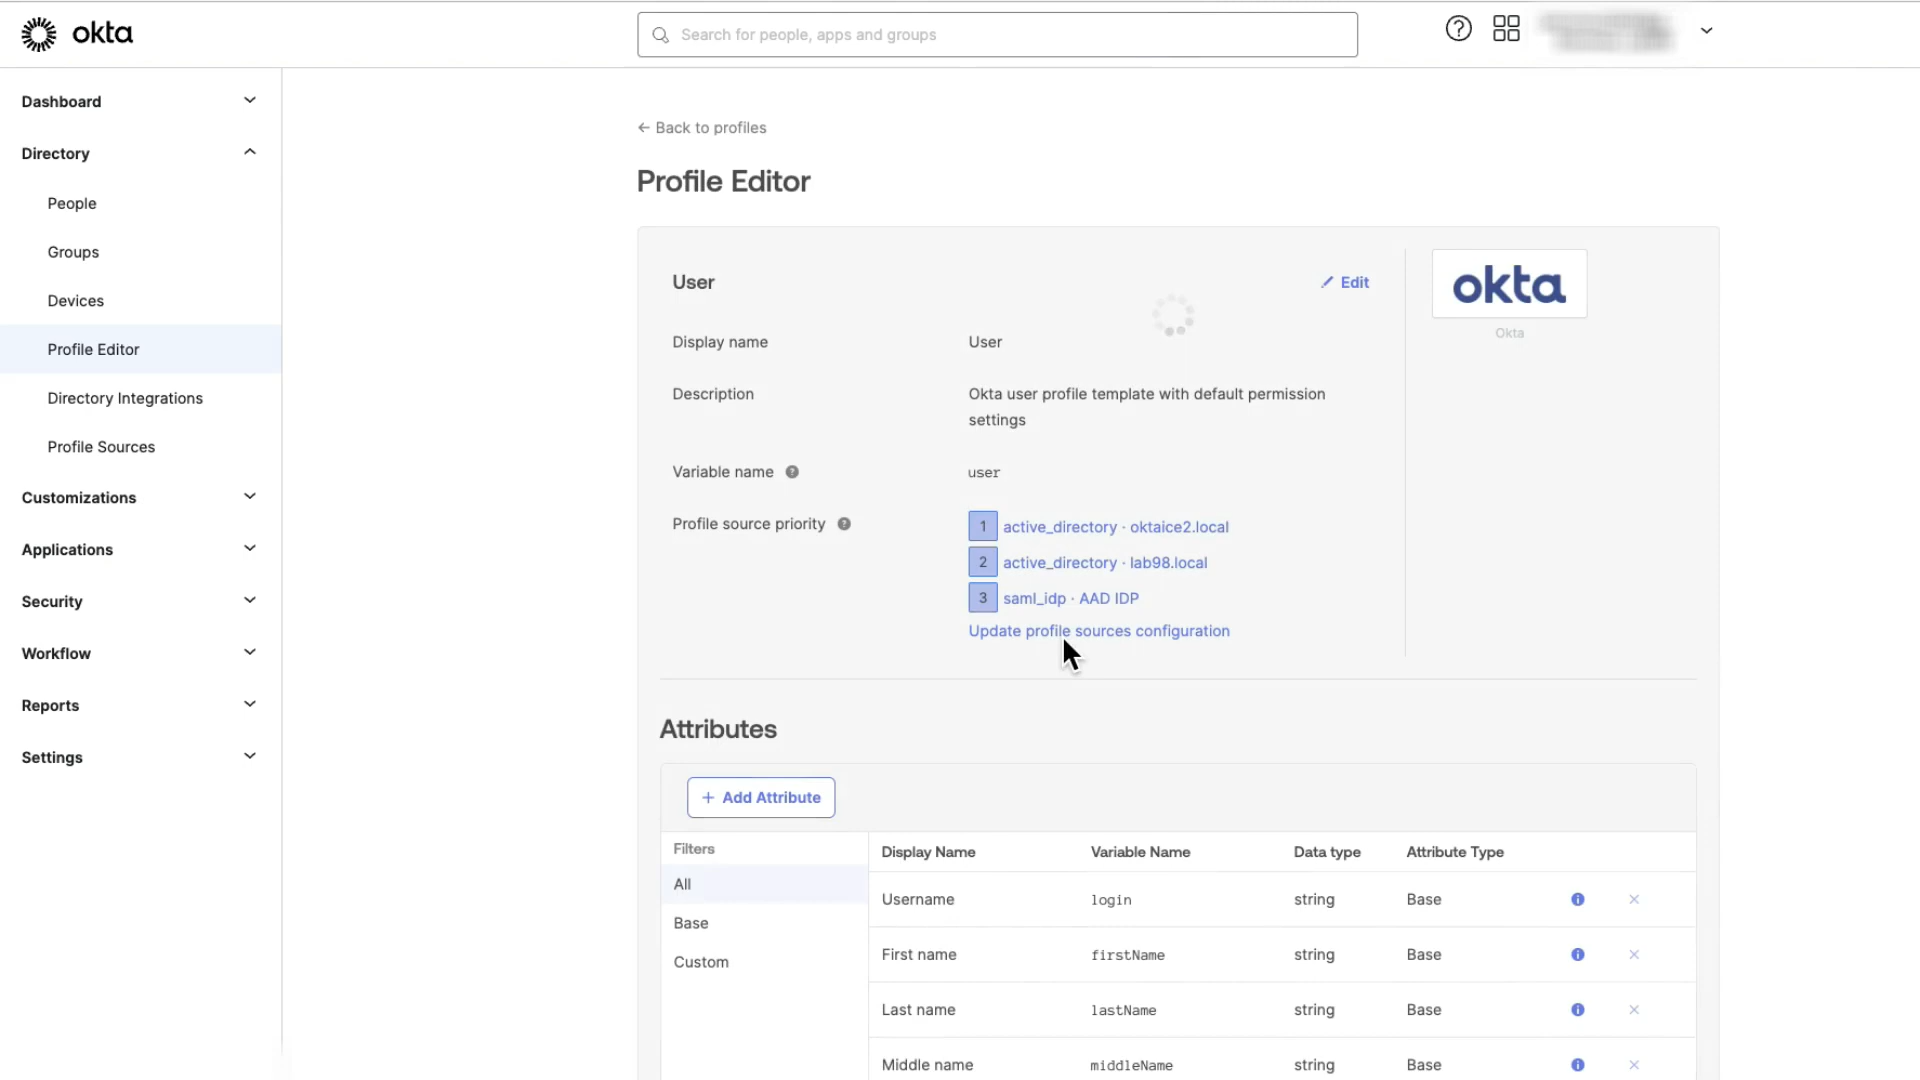 okta
Search for people, apps and groups
Dashboard
Directory
People
Groups
Devices
Profile Editor
Directory Integrations
Profile Sources
Customizations
Applications
Security
Workflow
Reports
Settings
← Back to profiles
Profile Editor
User
Edit
okta
Okta
Display name User
Description Okta user profile template with default permission
settings
Variable name user
Profile source priority
1 active_directory · oktaice2.local
2 active_directory · lab98.local
3 saml_idp · AAD IDP
Update profile sources configuration
Attributes
+ Add Attribute
Filters
All
Base
Custom
Display Name Variable Name Data type Attribute Type
Username login string Base
First name firstName string Base
Last name lastName string Base
Middle name middleName string Base